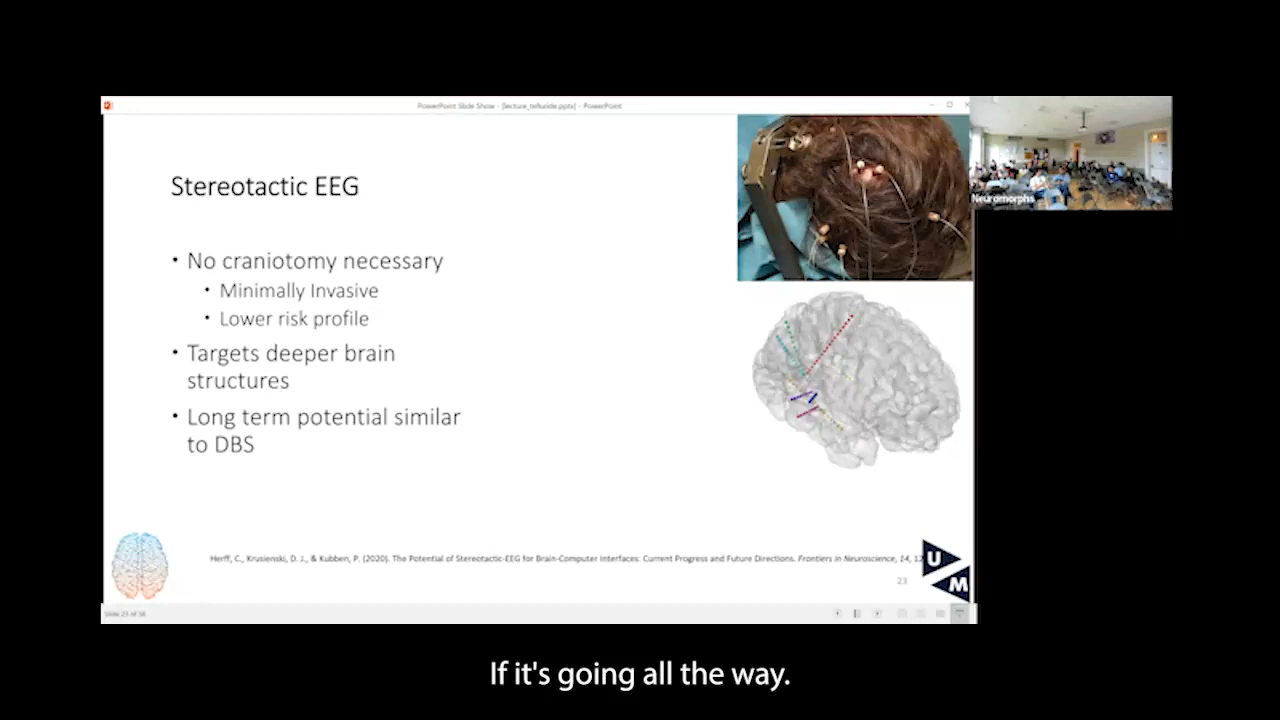 PowerPoint Slide Show - [lecture_telluride.pptx] - PowerPoint
Stereotactic EEG
• No craniotomy necessary
• Minimally Invasive
• Lower risk profile
• Targets deeper brain
structures
• Long term potential similar
to DBS
Neuromorphs
Herff, C., Krusienski, D. J., & Kubben, P. (2020). The Potential of Stereotactic-EEG for Brain-Computer Interfaces: Current Progress and Future Directions. Frontiers in Neuroscience, 14,
U
M
23
If it's going all the way.